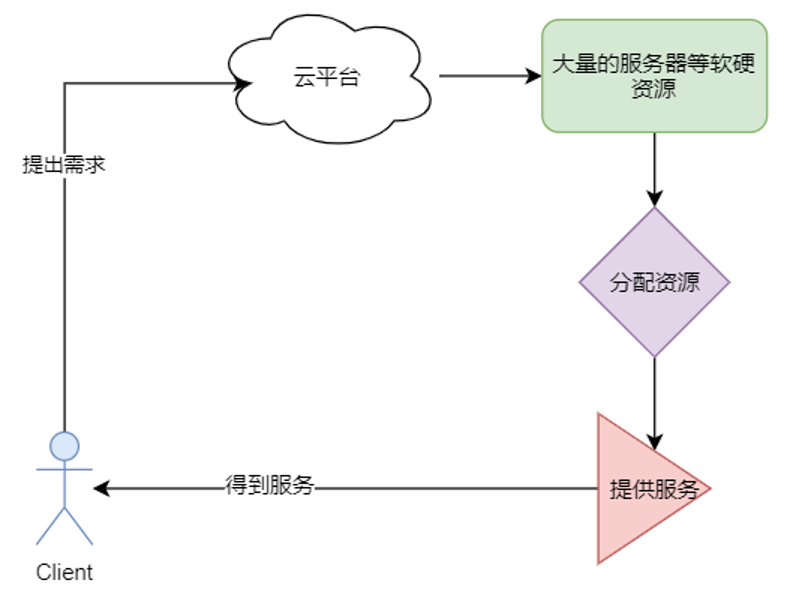 云平台
大量的服务器等软硬
资源
提出需求
分配资源
得到服务
提供服务
Client